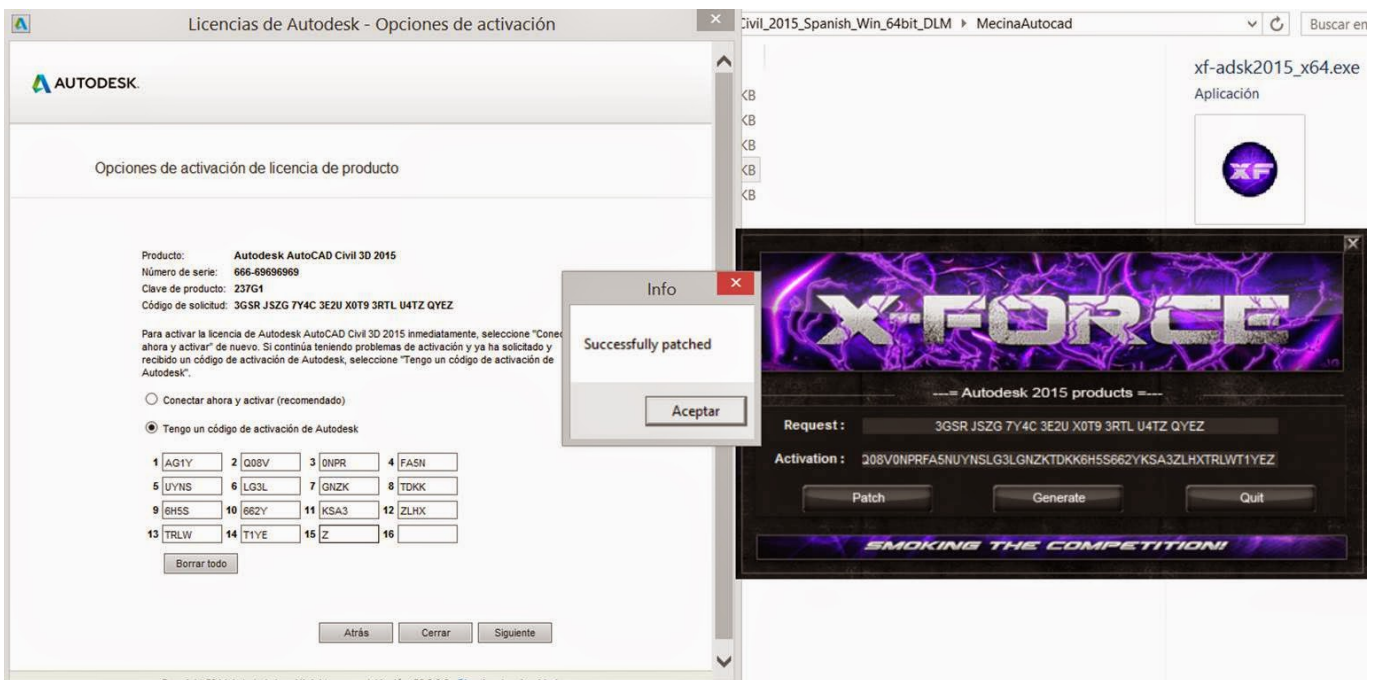 Licencias de Autodesk - Opciones de activación
AUTODESK.
Opciones de activación de licencia de producto
Producto: Autodesk AutoCAD Civil 3D 2015
Número de serie: 666-69696969
Clave de producto: 237G1
Código de solicitud: 3GSR JSZG 7Y4C 3E2U X0T9 3RTL U4TZ QYEZ
Para activar la licencia de Autodesk AutoCAD Civil 3D 2015 inmediatamente, seleccione "Conec
ahora y activar" de nuevo. Si continúa teniendo problemas de activación y ya ha solicitado y
recibido un código de activación de Autodesk, seleccione "Tengo un código de activación de
Autodesk".
Conectar ahora y activar (recomendado)
Tengo un código de activación de Autodesk
1 AG1Y 2 Q08V 3 0NPR 4 FA5N
5 UYNS 6 LG3L 7 GNZK 8 TDKK
9 6H5S 10 662Y 11 KSA3 12 ZLHX
13 TRLW 14 T1YE 15 Z 16
Borrar todo
Atrás Cerrar Siguiente
Info
Successfully patched
Aceptar
Civil_2015_Spanish_Win_64bit_DLM MecinaAutocad
Buscar en
KB
KB
KB
KB
KB
xf-adsk2015_x64.exe
Aplicación
XF
X-FORCE
---= Autodesk 2015 products =---
Request: 3GSR JSZG 7Y4C 3E2U X0T9 3RTL U4TZ QYEZ
Activation: Q08V0NPRFA5NUYNSLG3LGNZKTDKK6H5S662YKSA3ZLHXTRLWT1YEZ
Patch Generate Quit
SMOKING THE COMPETITION!